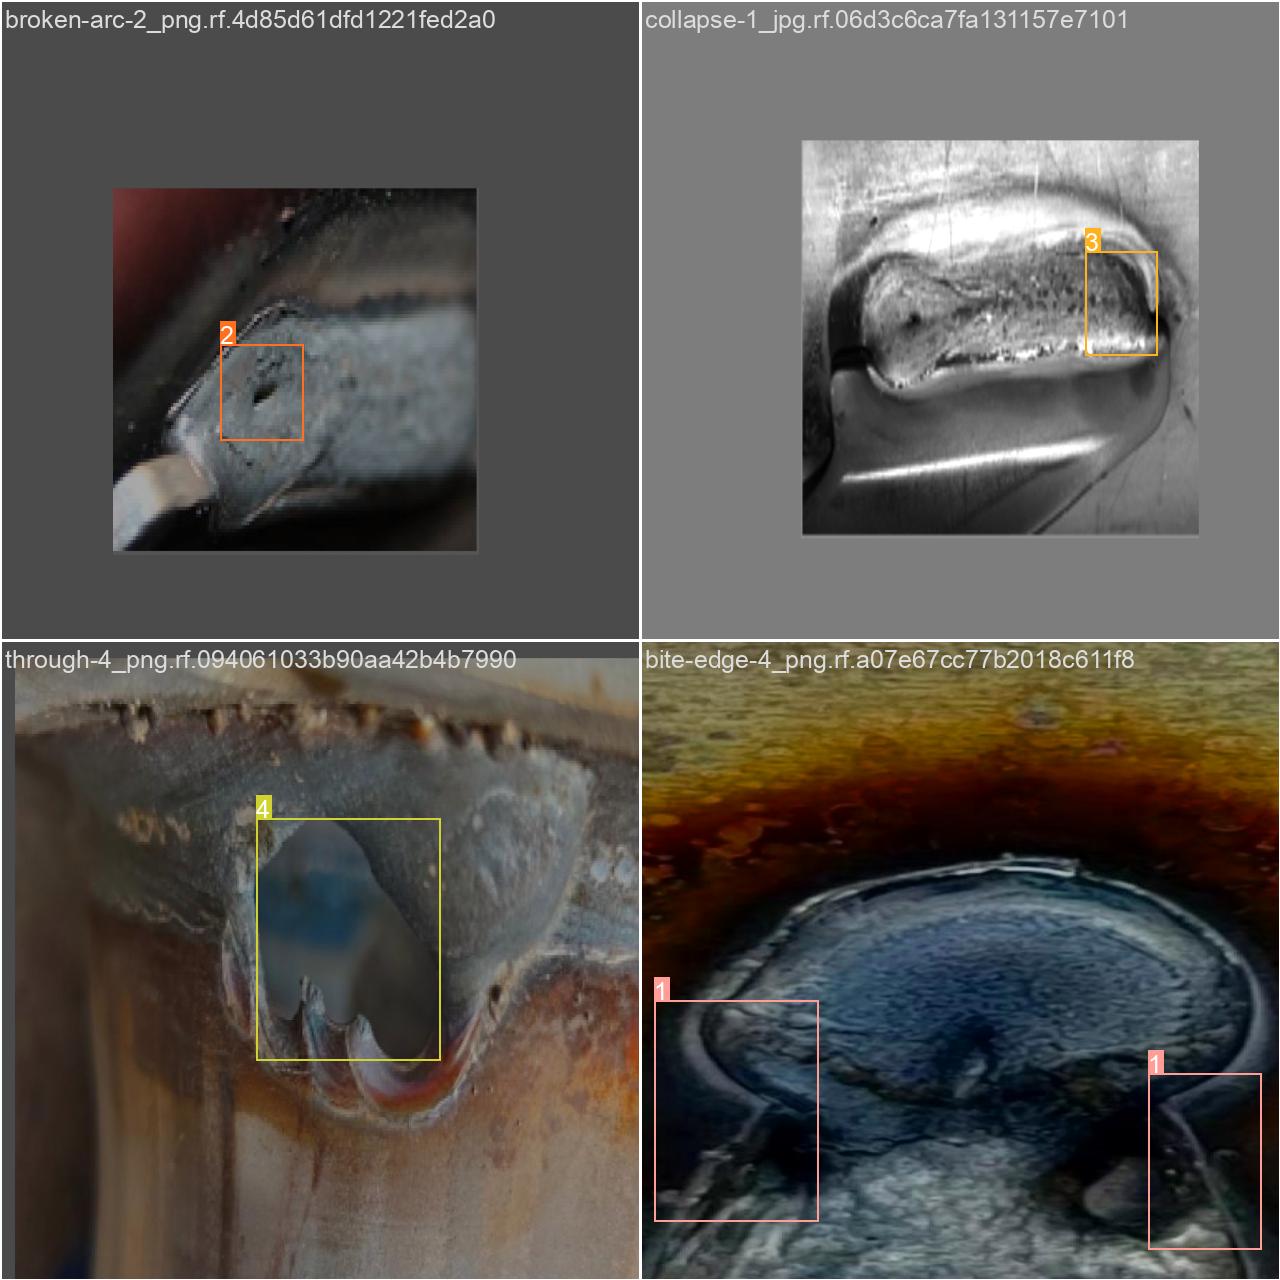 broken-arc-2_png.rf.4d85d61dfd1221fed2a0
collapse-1_jpg.rf.06d3c6ca7fa131157e7101
3
2
through-4_png.rf.094061033b90aa42b4b7990
bite-edge-4_png.rf.a07e67cc77b2018c611f8
4
1
1